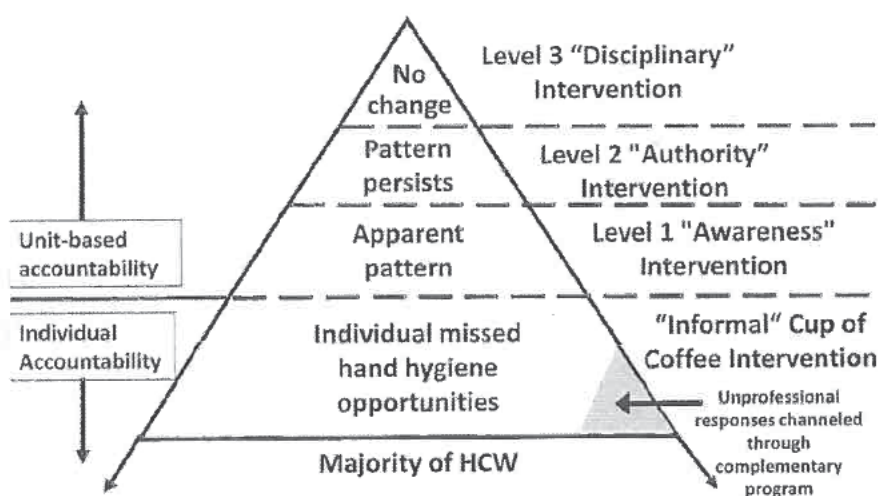 No
change
Level 3 “Disciplinary”
Intervention
Pattern
persists
Level 2 "Authority”
Intervention
Unit-based
accountability
Apparent
pattern
Level 1 "Awareness"
Intervention
Individual
Accountability
Individual missed
hand hygiene
opportunities
“Informal“ Cup of
Coffee Intervention
Unprofessional
responses channeled
through
complementary
program
Majority of HCW